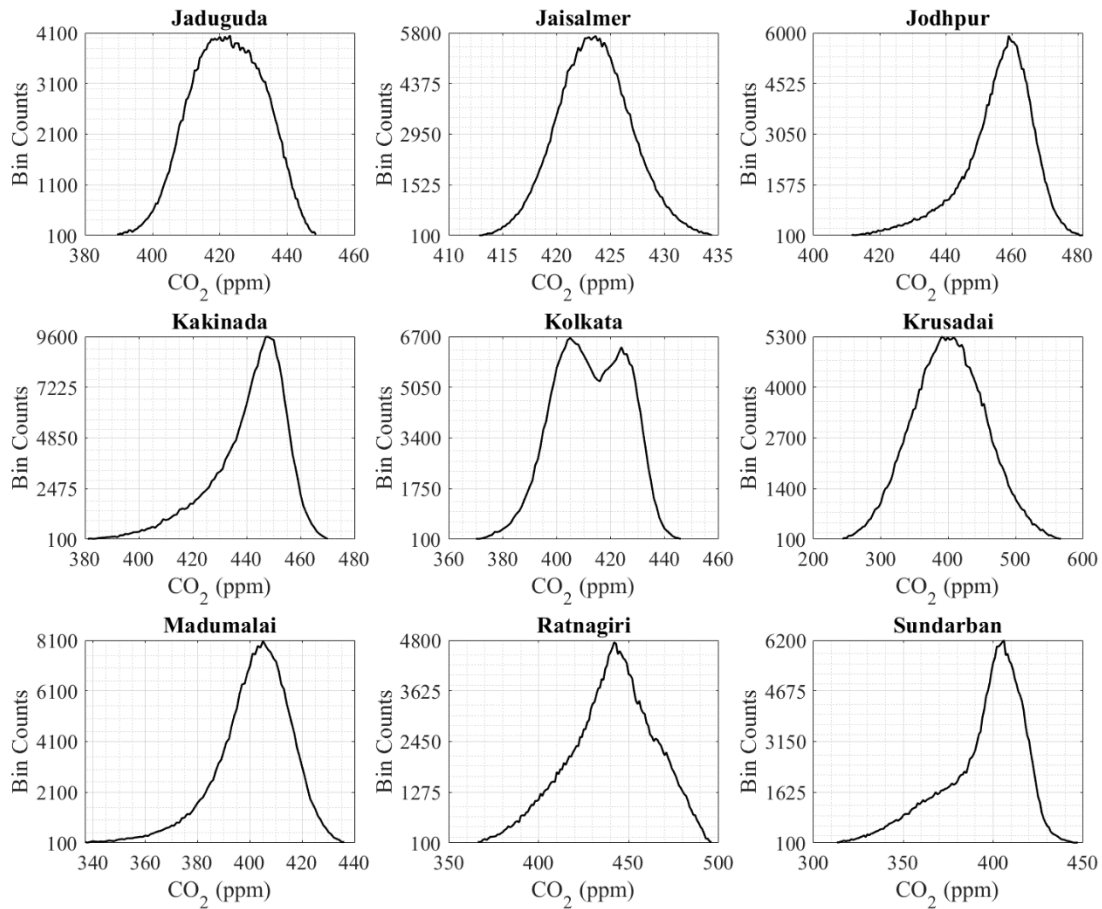 Jaduguda
4100
3100
2100
1100
100
Bin Counts
380 400 420 440 460
CO2 (ppm)
Jaisalmer
5800
4375
2950
1525
100
Bin Counts
410 415 420 425 430 435
CO2 (ppm)
Jodhpur
6000
4525
3050
1575
100
Bin Counts
400 420 440 460 480
CO2 (ppm)
Kakinada
9600
7225
4850
2475
100
Bin Counts
380 400 420 440 460 480
CO2 (ppm)
Kolkata
6700
5050
3400
1750
100
Bin Counts
360 380 400 420 440 460
CO2 (ppm)
Krusadai
5300
4000
2700
1400
100
Bin Counts
200 300 400 500 600
CO2 (ppm)
Madumalai
8100
6100
4100
2100
100
Bin Counts
340 360 380 400 420 440
CO2 (ppm)
Ratnagiri
4800
3625
2450
1275
100
Bin Counts
350 400 450 500
CO2 (ppm)
Sundarban
6200
4675
3150
1625
100
Bin Counts
300 350 400 450
CO2 (ppm)